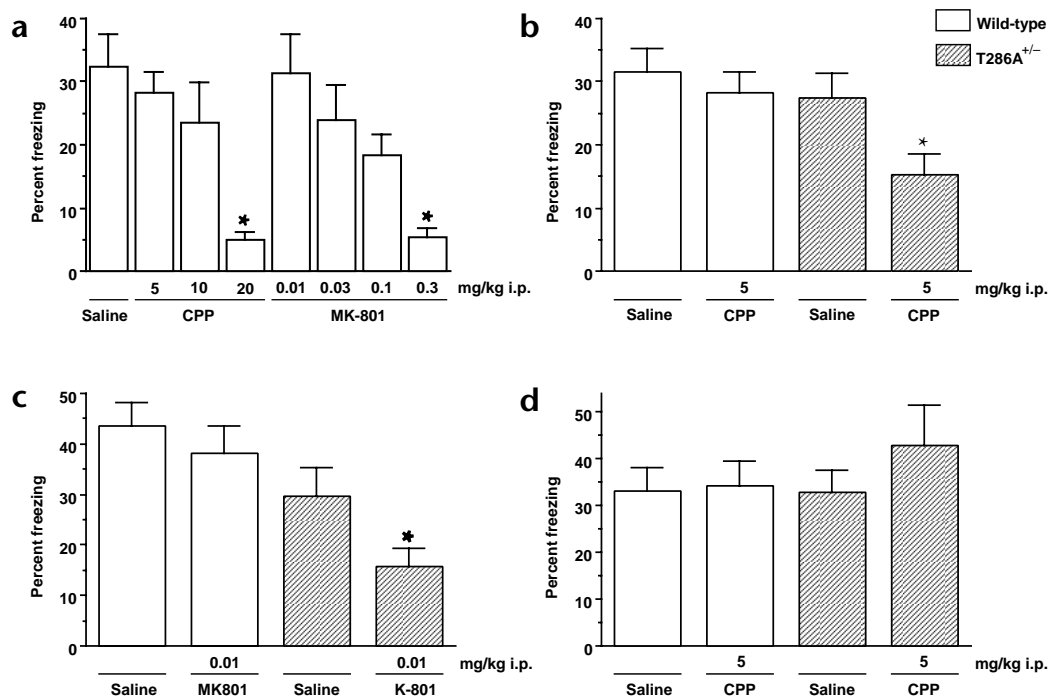 a
Percent freezing
40
30
20
10
0
*
*
5 10 20 0.01 0.03 0.1 0.3 mg/kg i.p.
Saline CPP MK-801
b
Percent freezing
40
30
20
10
0
*
Wild-type
T286A+/–
5 5 mg/kg i.p.
Saline CPP Saline CPP
c
Percent freezing
50
40
30
20
10
0
*
0.01 0.01 mg/kg i.p.
Saline MK801 Saline K-801
d
Percent freezing
50
40
30
20
10
0
5 5 mg/kg i.p.
Saline CPP Saline CPP